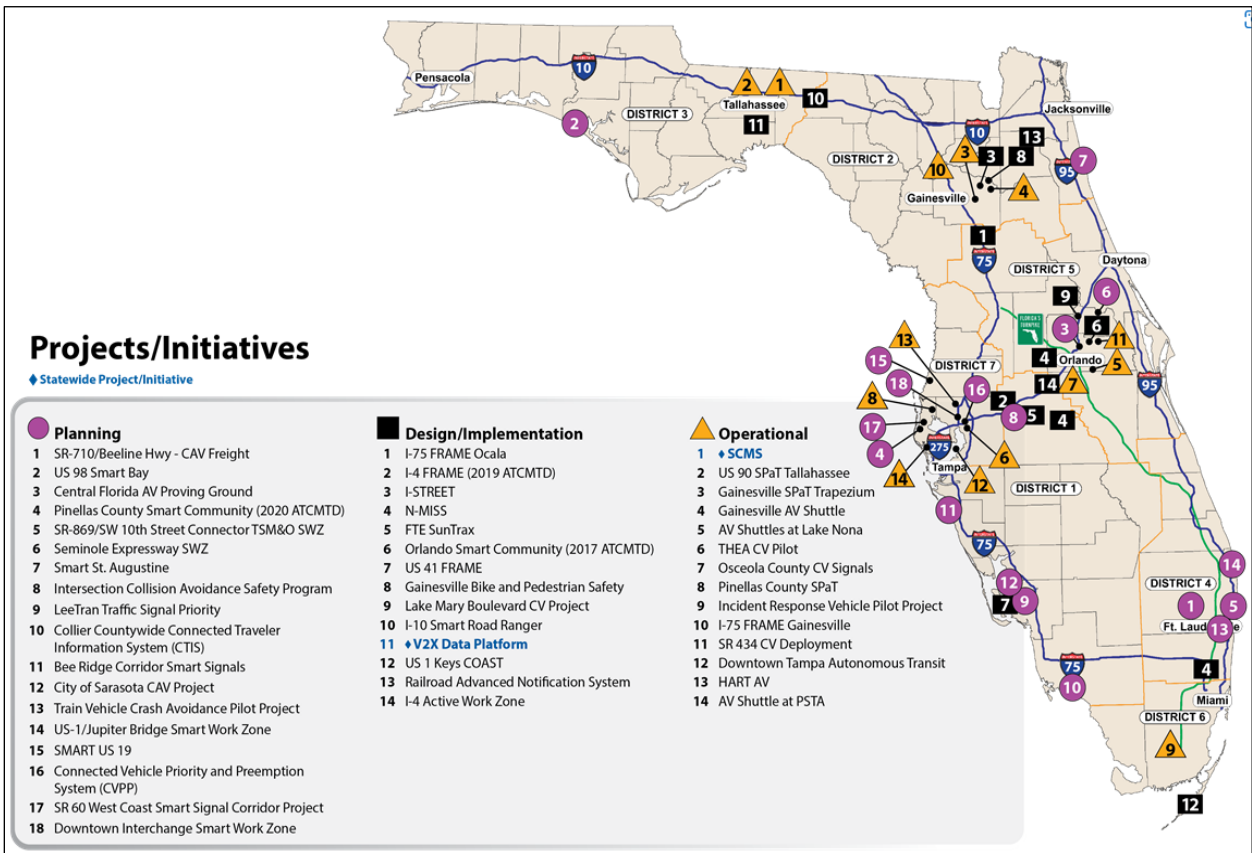 Pensacola
10
2
1
Tallahassee
10
11
DISTRICT 3
2
Jacksonville
10
13
3
3
8
DISTRICT 2
10
95
7
4
Gainesville
1
75
Daytona
DISTRICT 5
9
6
FLORIDA'S
TURNPIKE
3
6
11
13
15
DISTRICT 7
4
Orlando
5
18
16
14
7
95
8
2
8
5
4
17
275
4
Tampa
6
14
12
DISTRICT 1
11
75
12
9
7
14
DISTRICT 4
1
5
Ft. Laud
le
13
75
10
4
Miami
DISTRICT 6
9
12
Projects/Initiatives
♦ Statewide Project/Initiative
Planning
1 SR-710/Beeline Hwy - CAV Freight
2 US 98 Smart Bay
3 Central Florida AV Proving Ground
4 Pinellas County Smart Community (2020 ATCMTD)
5 SR-869/SW 10th Street Connector TSM&O SWZ
6 Seminole Expressway SWZ
7 Smart St. Augustine
8 Intersection Collision Avoidance Safety Program
9 LeeTran Traffic Signal Priority
10 Collier Countywide Connected Traveler
Information System (CTIS)
11 Bee Ridge Corridor Smart Signals
12 City of Sarasota CAV Project
13 Train Vehicle Crash Avoidance Pilot Project
14 US-1/Jupiter Bridge Smart Work Zone
15 SMART US 19
16 Connected Vehicle Priority and Preemption
System (CVPP)
17 SR 60 West Coast Smart Signal Corridor Project
18 Downtown Interchange Smart Work Zone
Design/Implementation
1 I-75 FRAME Ocala
2 I-4 FRAME (2019 ATCMTD)
3 I-STREET
4 N-MISS
5 FTE SunTrax
6 Orlando Smart Community (2017 ATCMTD)
7 US 41 FRAME
8 Gainesville Bike and Pedestrian Safety
9 Lake Mary Boulevard CV Project
10 I-10 Smart Road Ranger
11 ♦ V2X Data Platform
12 US 1 Keys COAST
13 Railroad Advanced Notification System
14 I-4 Active Work Zone
Operational
1 ♦ SCMS
2 US 90 SPaT Tallahassee
3 Gainesville SPaT Trapezium
4 Gainesville AV Shuttle
5 AV Shuttles at Lake Nona
6 THEA CV Pilot
7 Osceola County CV Signals
8 Pinellas County SPaT
9 Incident Response Vehicle Pilot Project
10 I-75 FRAME Gainesville
11 SR 434 CV Deployment
12 Downtown Tampa Autonomous Transit
13 HART AV
14 AV Shuttle at PSTA